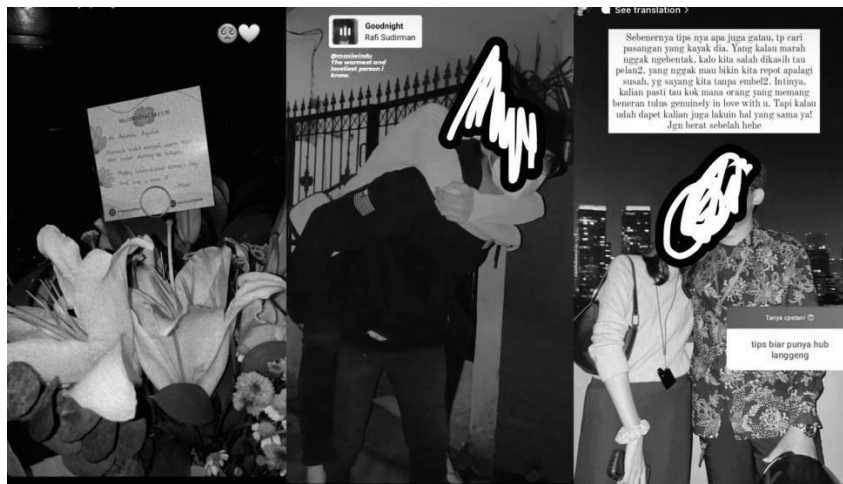 MORNING BLEUR
Goodnight
Rafi Sudirman
@maxiwindu
The warmest and
loveliest person i
know.
See translation >
Sebenernya tips nya apa juga gatau, tp cari
pasangan yang kayak dia. Yang kalau marah
nggak ngebentak, kalo kita salah dikasih tau
pelan2, yang nggak mau bikin kita repot apalagi
susah, yg sayang kita tanpa embel2. Intinya,
kalian pasti tau kok mana orang yang memang
beneran tulus genuinely in love with u. Tapi kalau
udah dapet kalian juga lakuin hal yang sama ya!
Jgn berat sebelah hehe
Tanya cpetan!
tips biar punya hub
langgeng